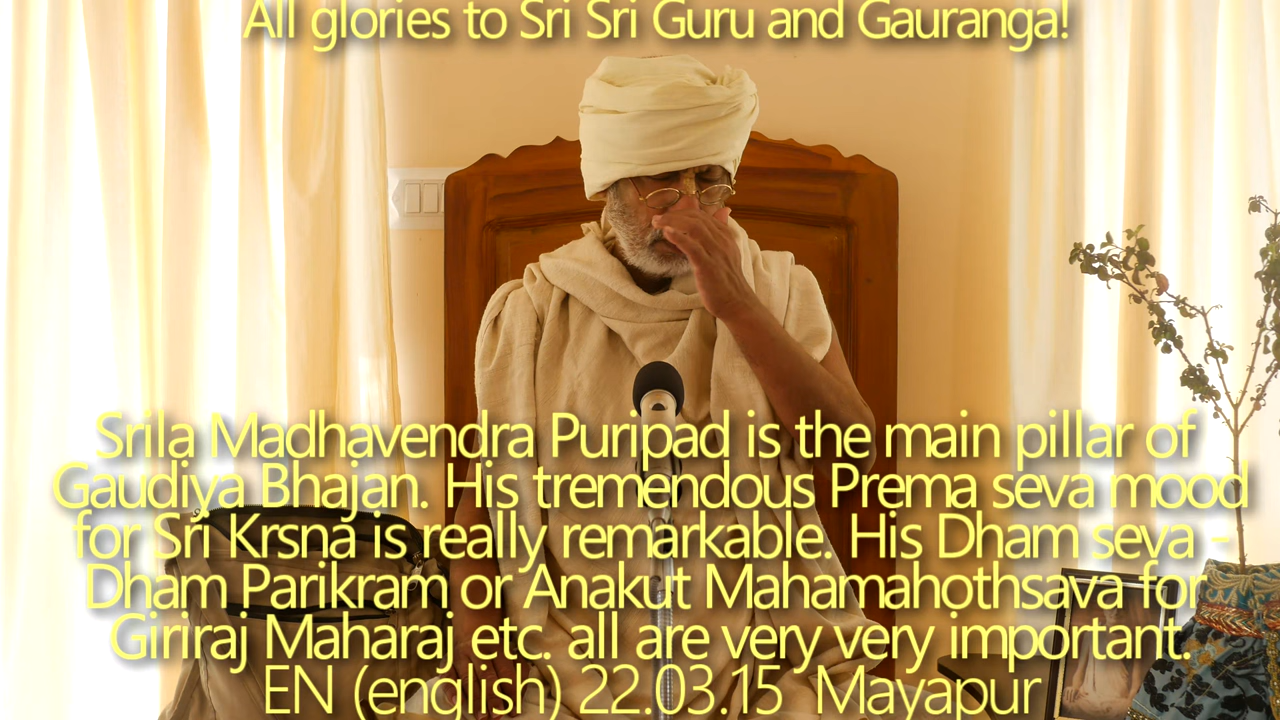 All glories to Sri Sri Guru and Gauranga!
Srila Madhavendra Puripad is the main pillar of
Gaudiya Bhajan. His tremendous Prema seva mood
for Sri Krsna is really remarkable. His Dham seva -
Dham Parikram or Anakut Mahamahothsava for
Giriraj Maharaj etc. all are very very important.
EN (english) 22.03.15 Mayapur